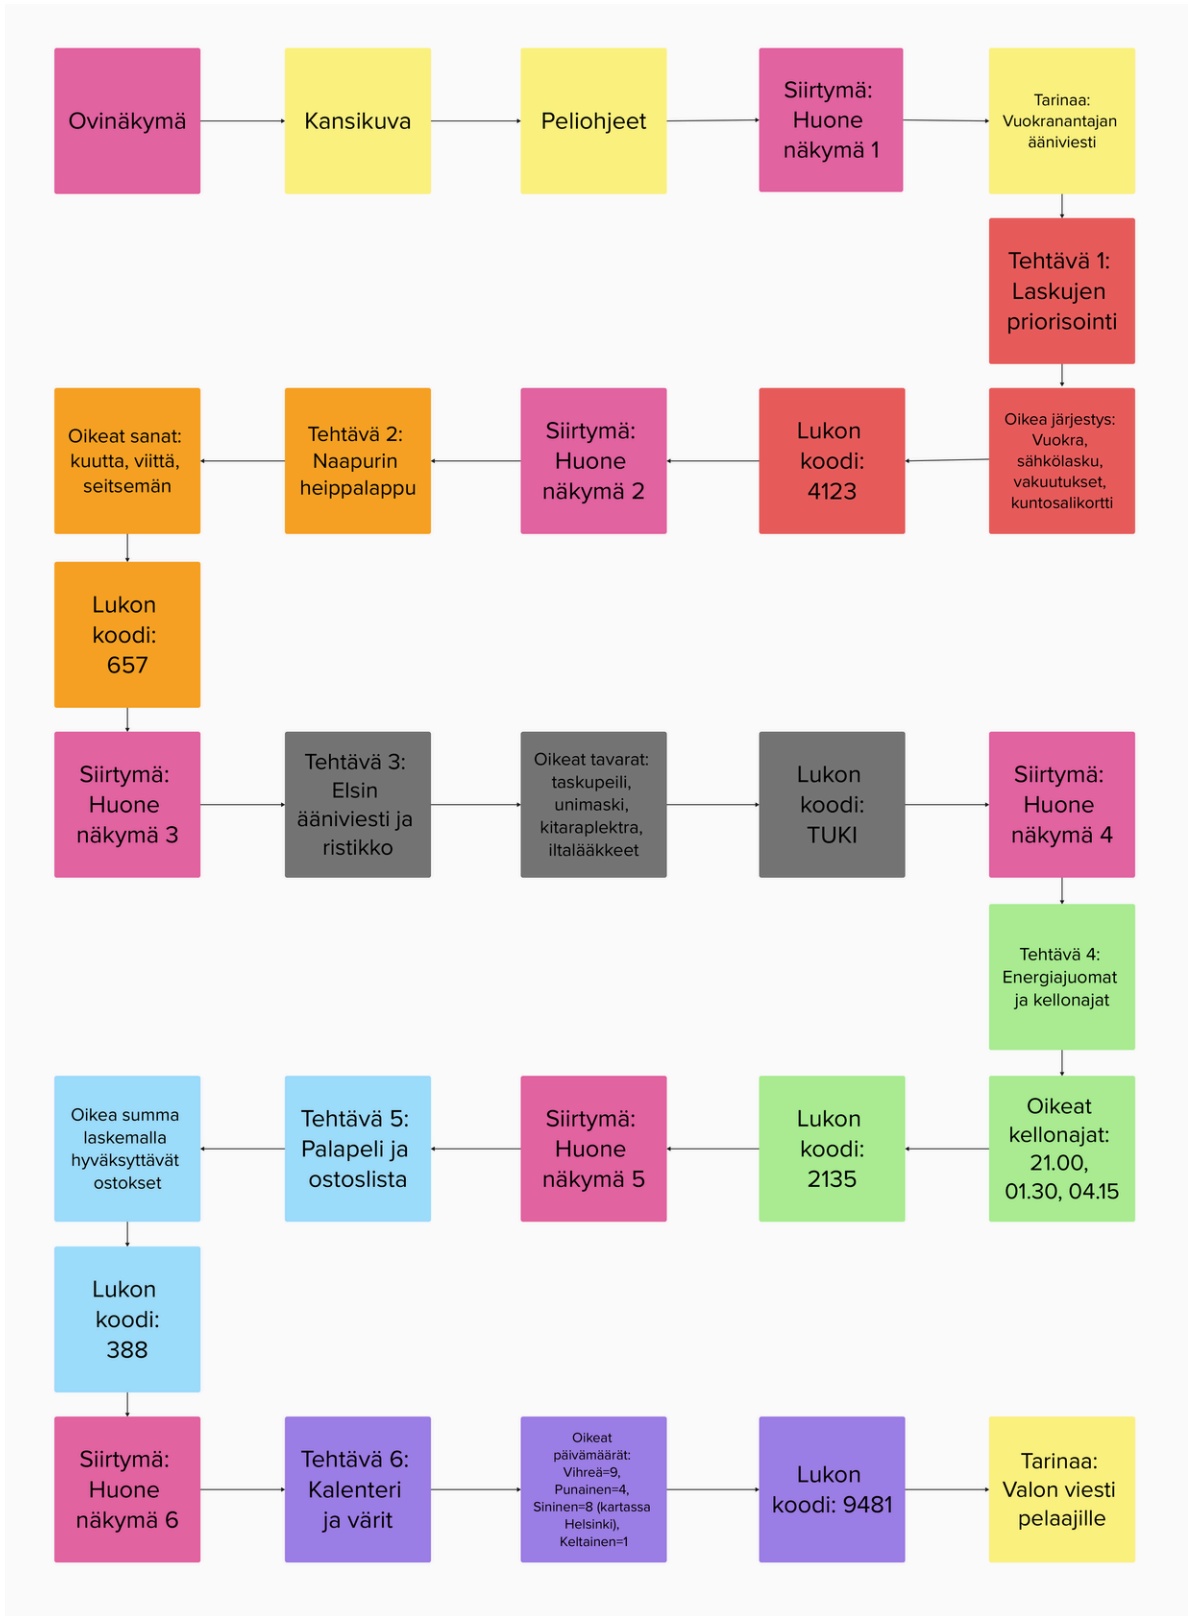 Ovinäkymä
Kansikuva
Peliohjeet
Siirtymä:
Huone
näkymä 1
Tarinaa:
Vuokranantajan
ääniviesti
Tehtävä 1:
Laskujen
priorisointi
Oikea järjestys:
Vuokra,
sähkölasku,
vakuutukset,
kuntosalikortti
Lukon
koodi:
4123
Siirtymä:
Huone
näkymä 2
Tehtävä 2:
Naapurin
heippalappu
Oikeat sanat:
kuutta, viittä,
seitsemän
Lukon
koodi:
657
Siirtymä:
Huone
näkymä 3
Tehtävä 3:
Elsin
ääniviesti ja
ristikko
Oikeat tavarat:
taskupeili,
unimaski,
kitaraplektra,
iltalääkkeet
Lukon
koodi:
TUKI
Siirtymä:
Huone
näkymä 4
Tehtävä 4:
Energiajuomat
ja kellonajat
Oikeat
kellonajat:
21.00,
01.30, 04.15
Lukon
koodi:
2135
Siirtymä:
Huone
näkymä 5
Tehtävä 5:
Palapeli ja
ostoslista
Oikea summa
laskemalla
hyväksyttävät
ostokset
Lukon
koodi:
388
Siirtymä:
Huone
näkymä 6
Tehtävä 6:
Kalenteri
ja värit
Oikeat
päivämäärät:
Vihreä=9,
Punainen=4,
Sininen=8 (kartassa
Helsinki),
Keltainen=1
Lukon
koodi: 9481
Tarinaa:
Valon viesti
pelaajille